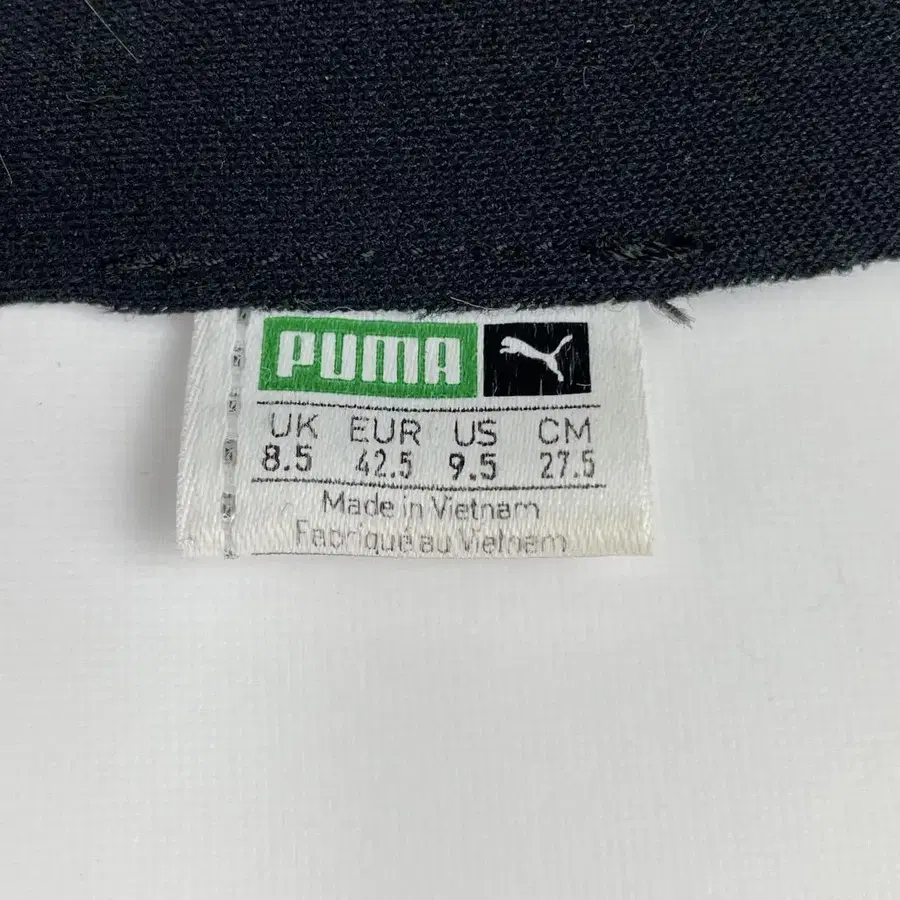 PUMA
UK EUR US CM
8.5 42.5 9.5 27.5
Made in Vietnam
Fabriqué au Vietnam